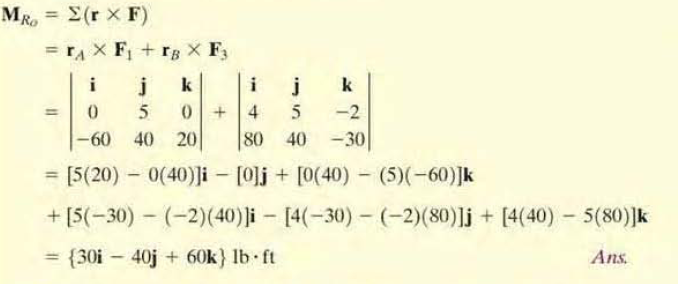 M_{R_O} = Σ(r × F)
= r_A × F_1 + r_B × F_3
= | i j k | + | i j k |
| 0 5 0 | | 4 5 −2 |
| −60 40 20 | | 80 40 −30 |
= [5(20) − 0(40)]i − [0]j + [0(40) − (5)(−60)]k
+ [5(−30) − (−2)(40)]i − [4(−30) − (−2)(80)]j + [4(40) − 5(80)]k
= {30i − 40j + 60k} lb · ft Ans.